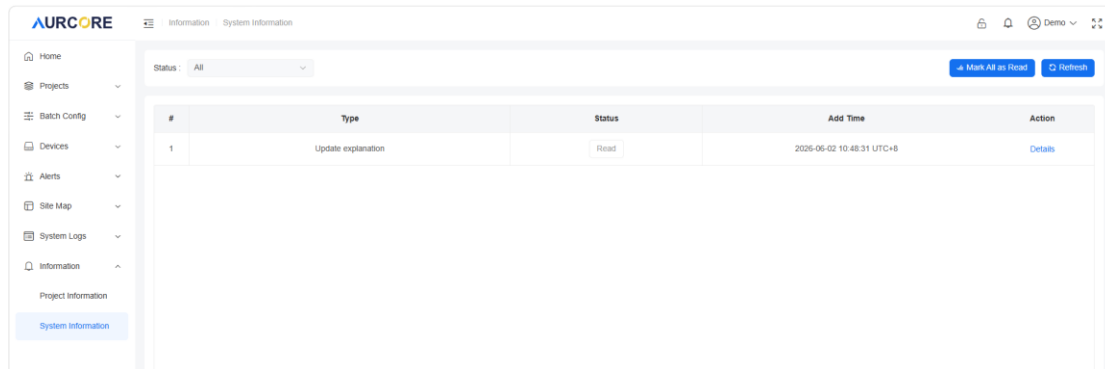 AURCORE
Information System Information
Demo
Home
Projects
Batch Config
Devices
Alerts
Site Map
System Logs
Information
Project Information
System Information
Status : All
Mark All as Read Refresh
# Type Status Add Time Action
1 Update explanation Read 2026-06-02 10:48:31 UTC+8 Details